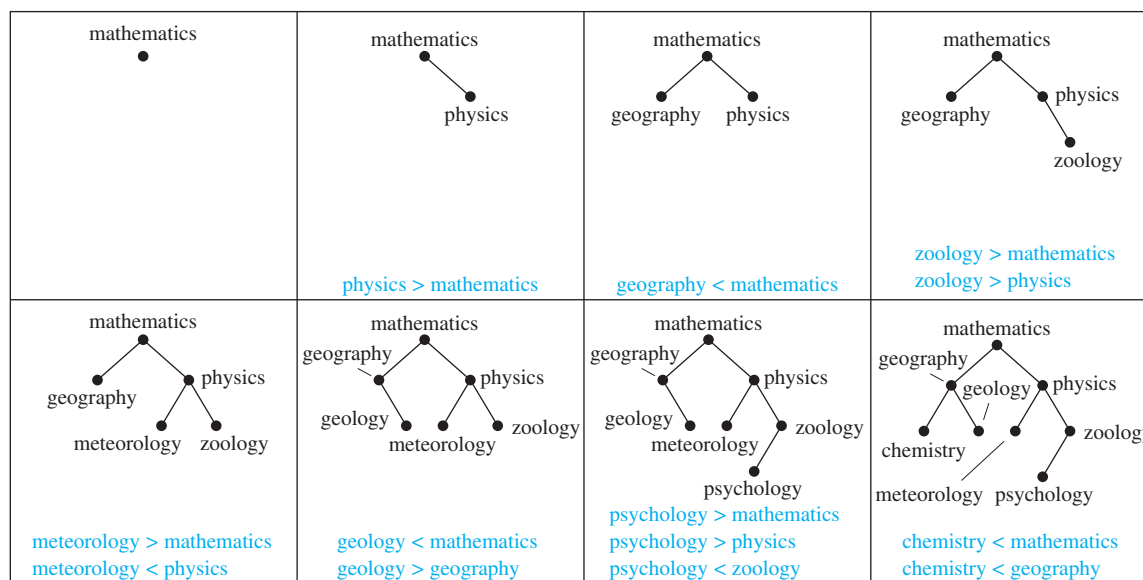 mathematics
mathematics
physics
physics > mathematics
mathematics
geography
physics
geography < mathematics
mathematics
physics
geography
zoology
zoology > mathematics
zoology > physics
mathematics
physics
geography
meteorology
zoology
meteorology > mathematics
meteorology < physics
mathematics
geography
physics
geology
zoology
meteorology
geology < mathematics
geology > geography
mathematics
geography
physics
geology
zoology
meteorology
psychology
psychology > mathematics
psychology > physics
psychology < zoology
mathematics
geography
geology
physics
chemistry
zoology
meteorology
psychology
chemistry < mathematics
chemistry < geography